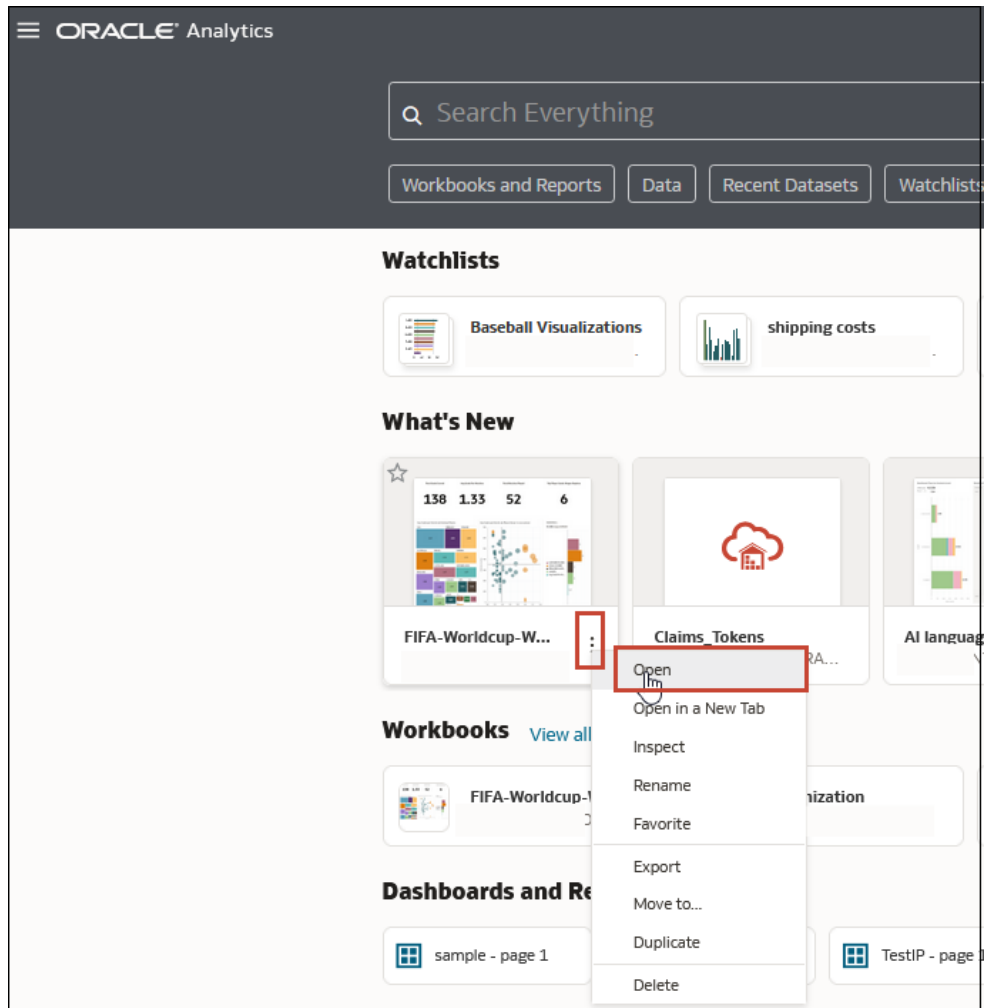 ORACLE Analytics
Search Everything
Workbooks and Reports Data Recent Datasets Watchlists
Watchlists
Baseball Visualizations shipping costs
What's New
138 1.33 52 6
FIFA-Worldcup-W... Claims_Tokens AI languag
RA...
Open
Open in a New Tab
Workbooks View all
Inspect
Rename
FIFA-Worldcup- nization
Favorite
Export
Dashboards and Re
Move to...
Duplicate
sample - page 1 TestIP - page 1
Delete